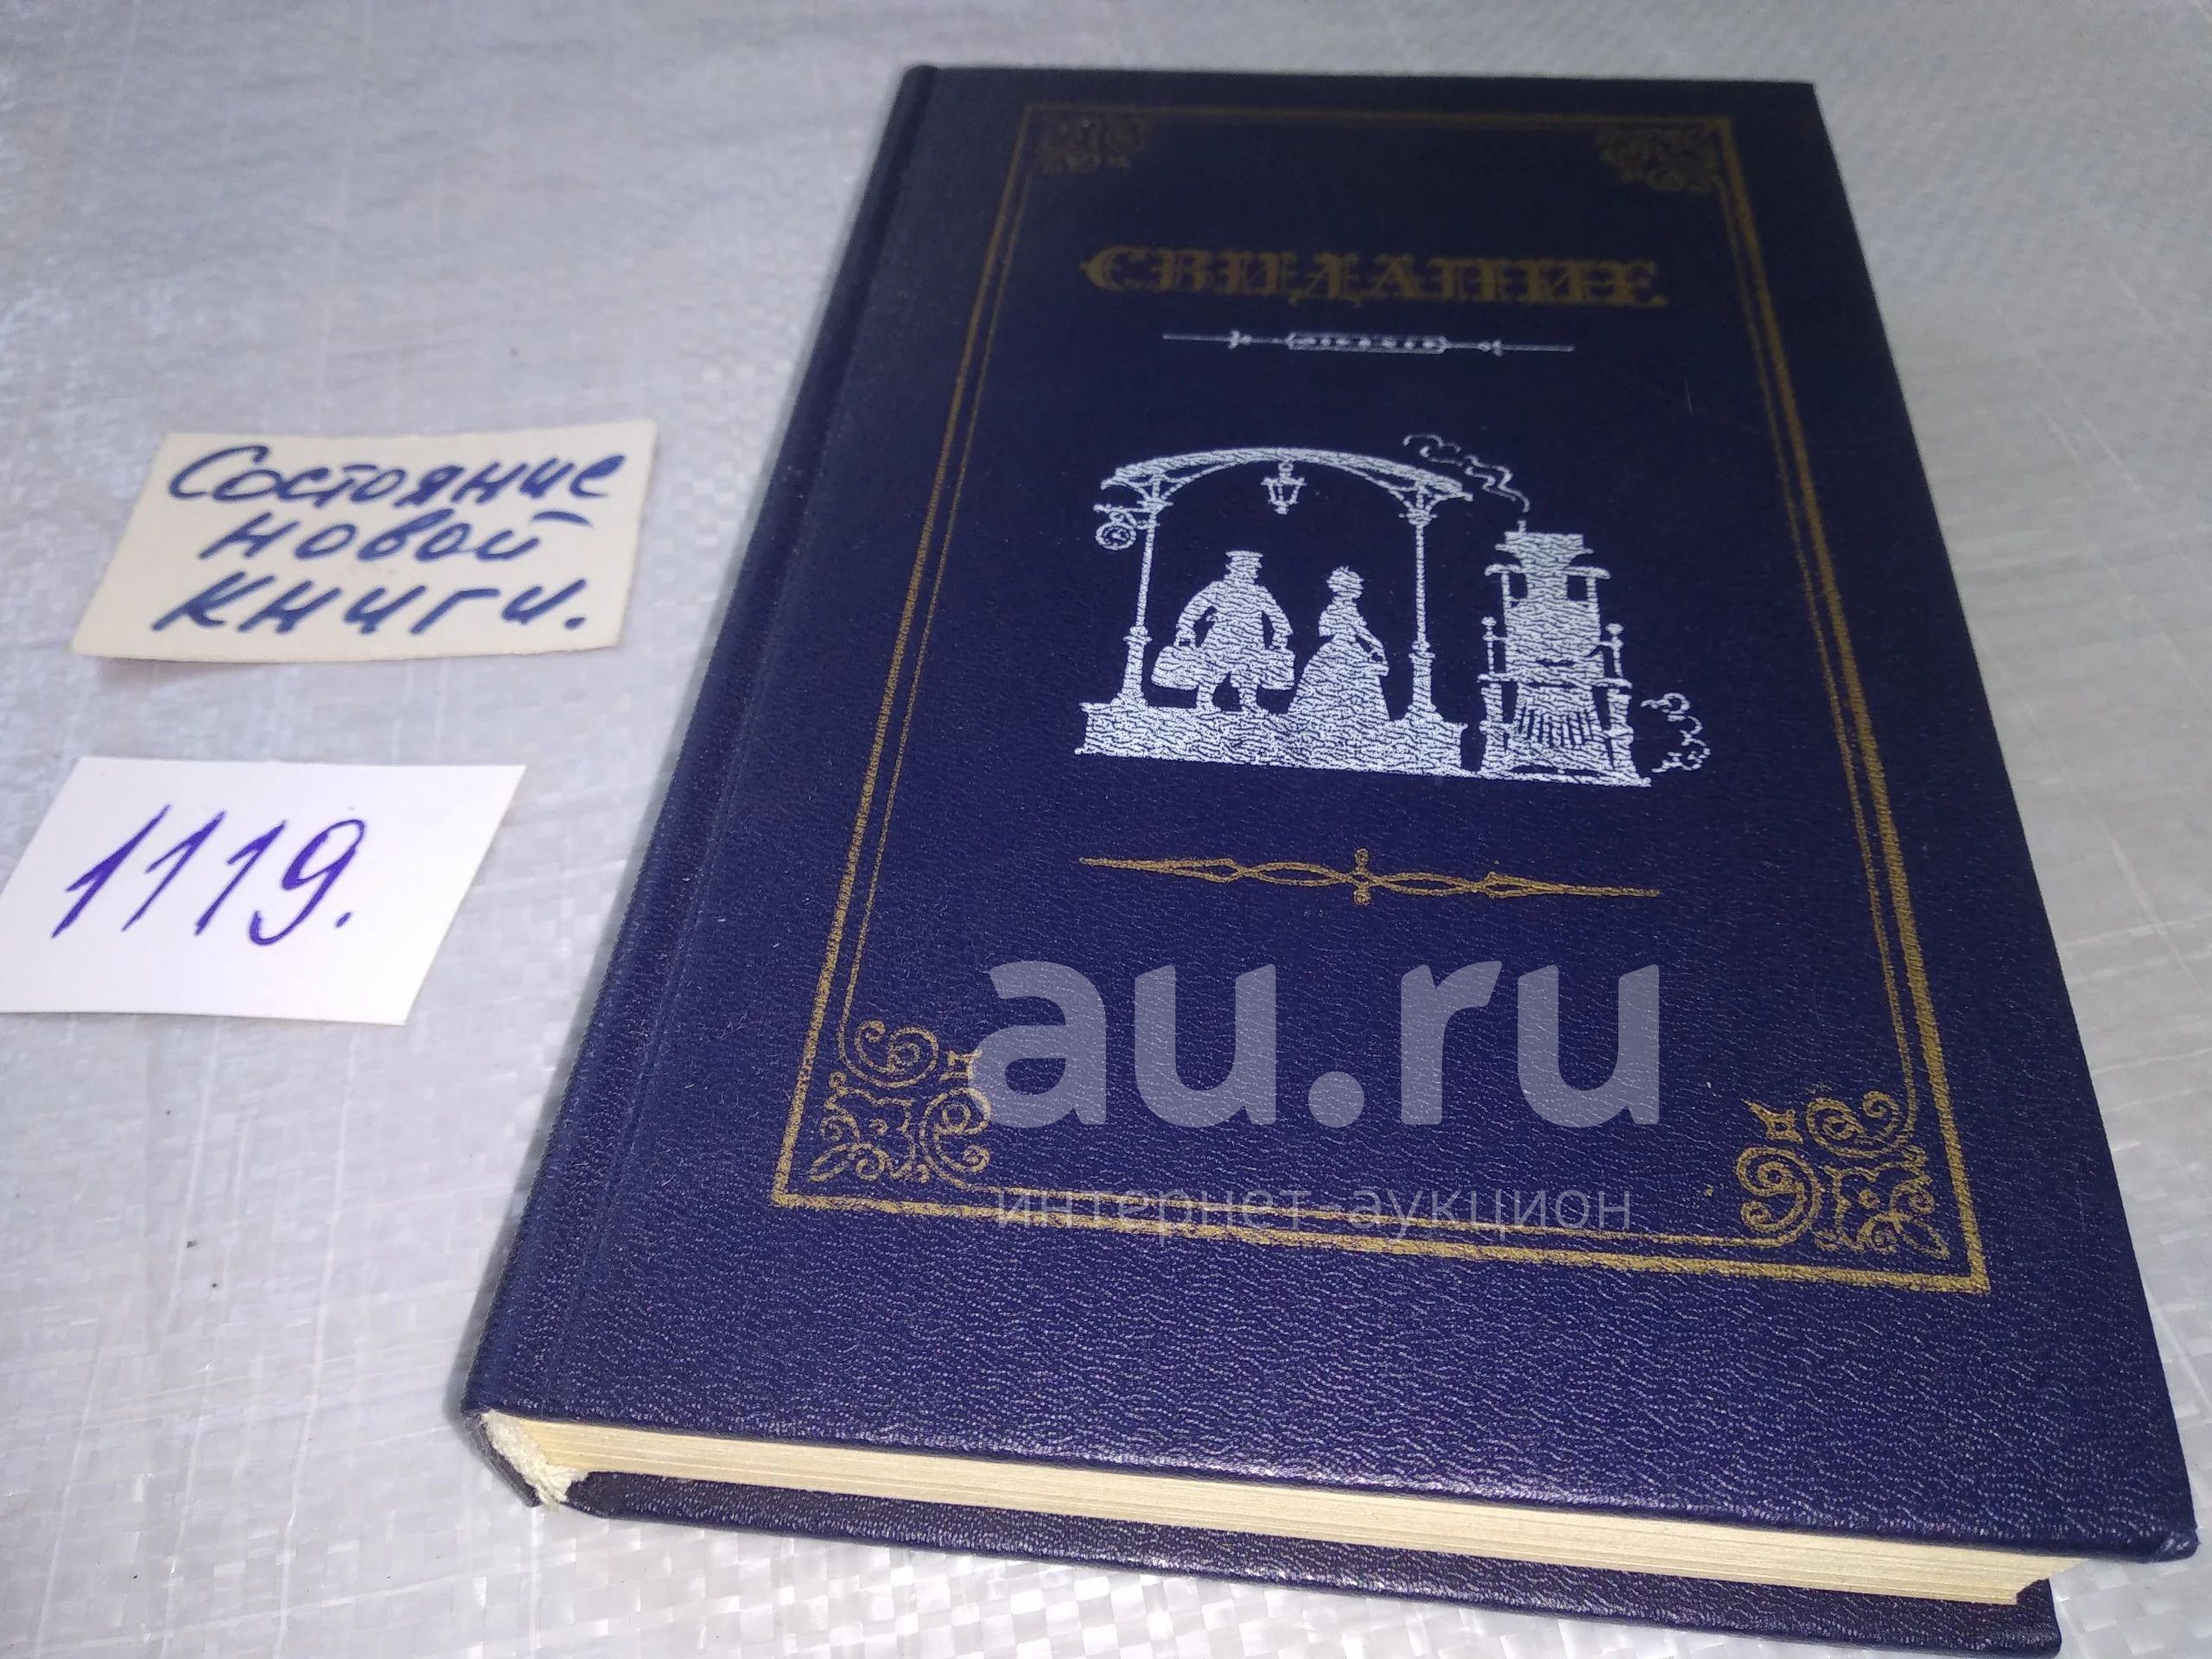 СВИДАНИЕ
Состояние
новой
книги.
1119.
au.ru
интернет-аукцион